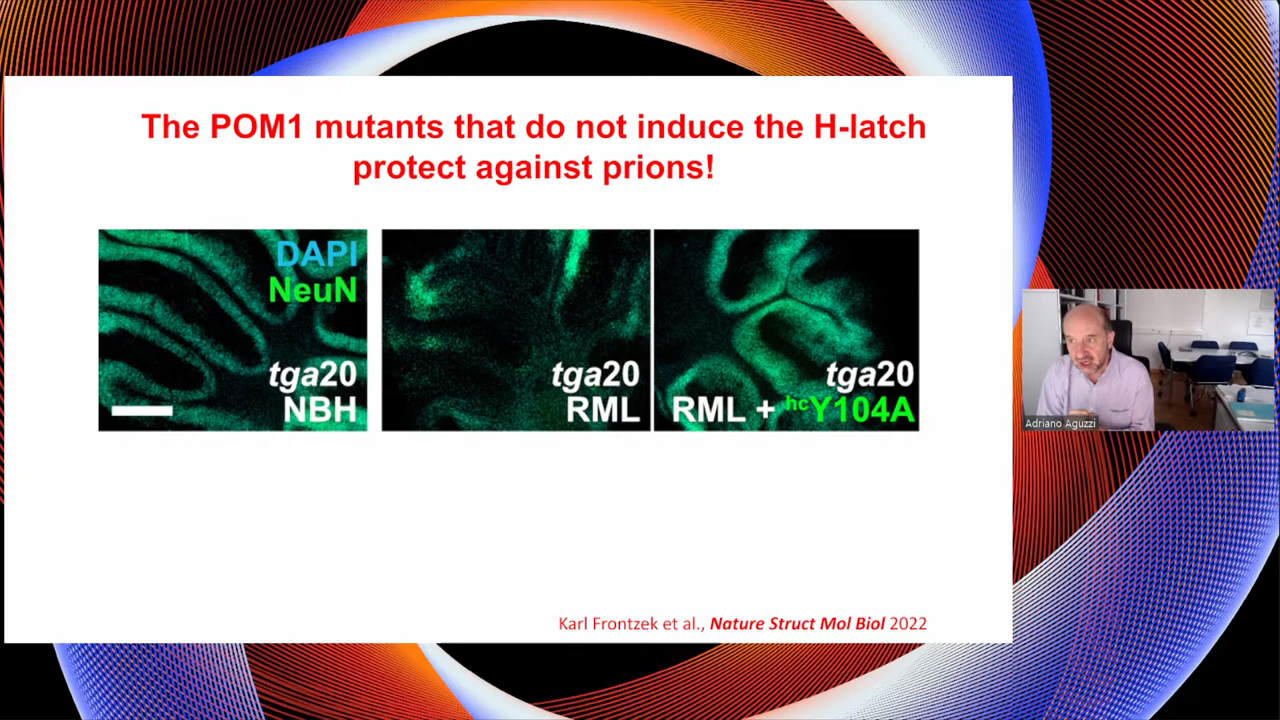 The POM1 mutants that do not induce the H-latch
protect against prions!
DAPI
NeuN
tga20
NBH
tga20
RML
tga20
RML + hcY104A
Adriano Aguzzi
Karl Frontzek et al., Nature Struct Mol Biol 2022